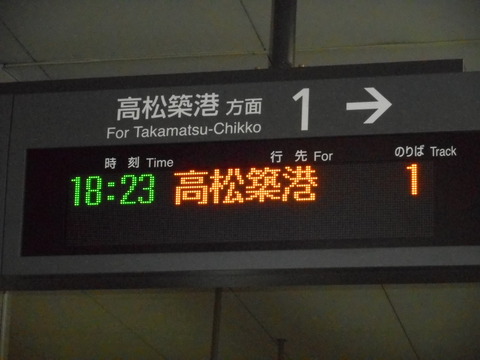 高松築港 方面 1 →
For Takamatsu-Chikko
時刻 Time 行先 For のりば Track
18:23 高松築港 1